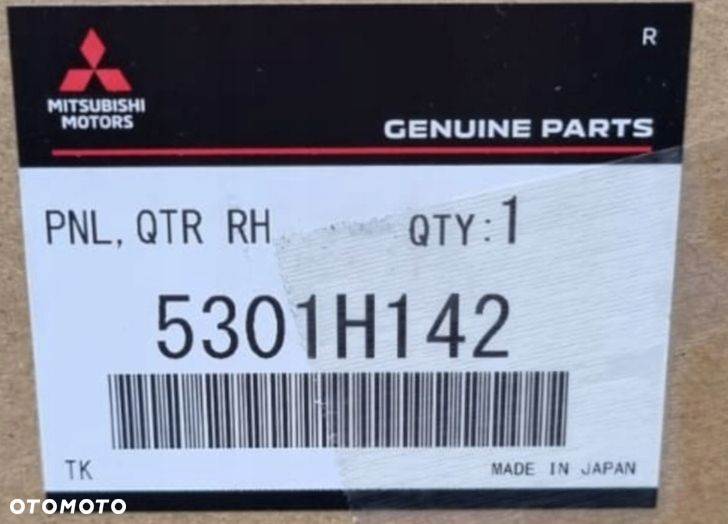 R
MITSUBISHI
MOTORS
GENUINE PARTS
PNL, QTR RH QTY:1
5301H142
TK MADE IN JAPAN
OTOMOTO